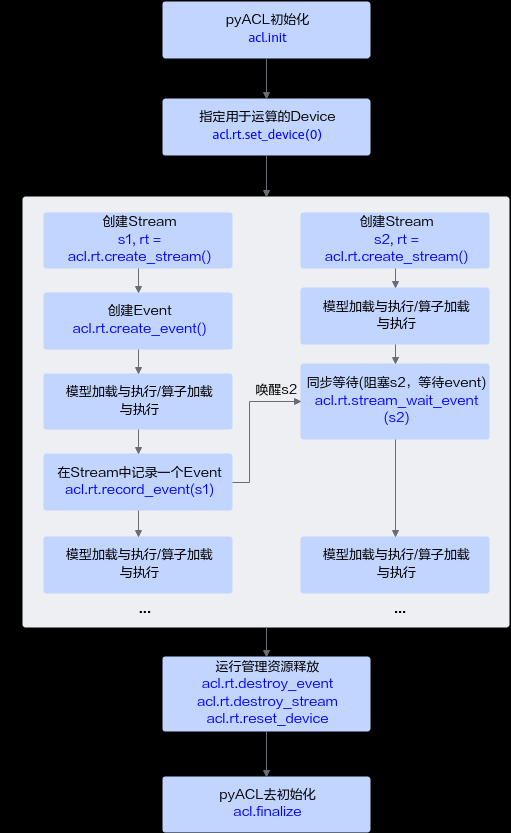 pyACL初始化
acl.init
指定用于运算的Device
acl.rt.set_device(0)
创建Stream
s1, rt =
acl.rt.create_stream()
创建Event
acl.rt.create_event()
模型加载与执行/算子加载
与执行
在Stream中记录一个Event
acl.rt.record_event(s1)
模型加载与执行/算子加载
与执行
...
唤醒s2
创建Stream
s2, rt =
acl.rt.create_stream()
模型加载与执行/算子加载
与执行
同步等待(阻塞s2，等待event)
acl.rt.stream_wait_event
(s2)
模型加载与执行/算子加载
与执行
...
运行管理资源释放
acl.rt.destroy_event
acl.rt.destroy_stream
acl.rt.reset_device
pyACL去初始化
acl.finalize